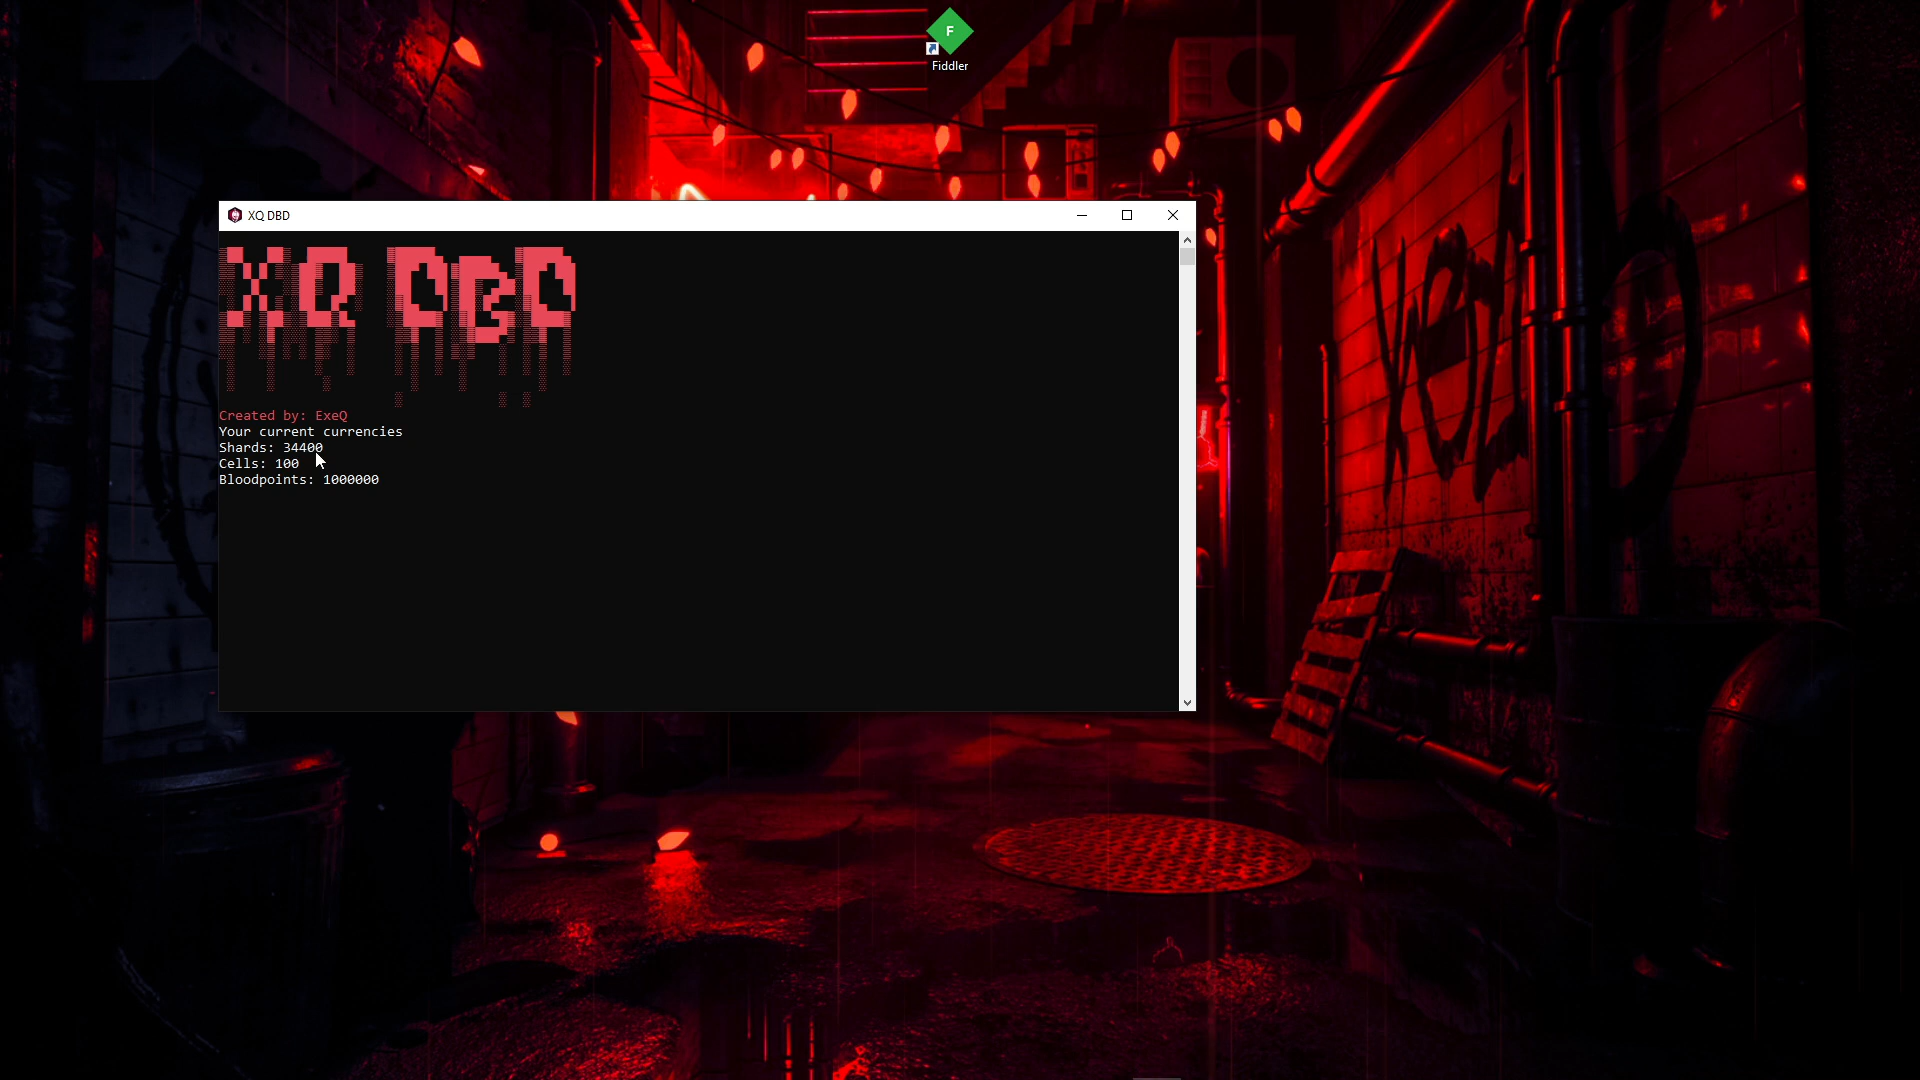 F
Fiddler
XQ DBD
XQ DBD
Created by: ExeQ
Your current currencies
Shards: 34400
Cells: 100
Bloodpoints: 1000000